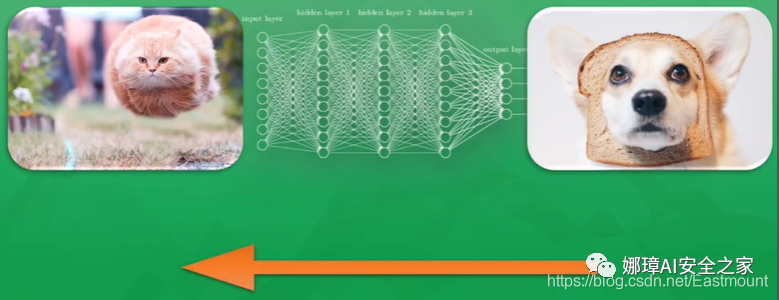 input layer
hidden layer 1 hidden layer 2 hidden layer 3
output layer
娜璋AI安全之家
https://blog.csdn.net/Eastmount